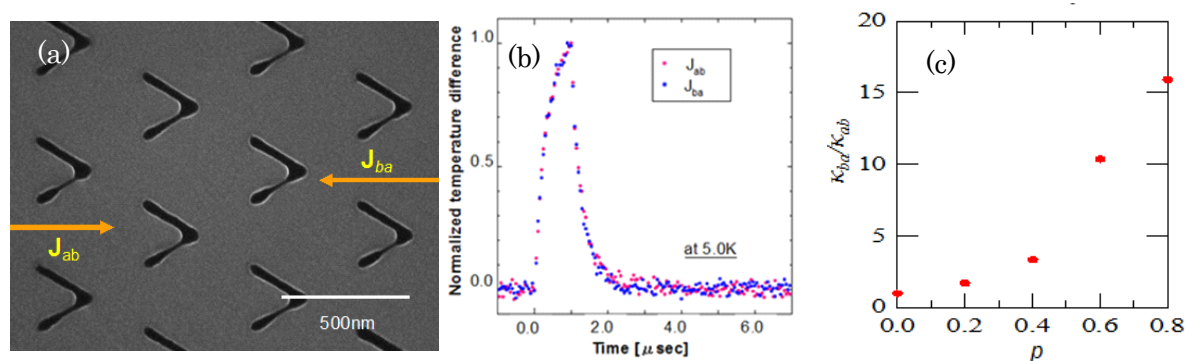 (a)
J_ba
J_ab
500nm
(b)
Normalized temperature difference
1.0
0.5
0.0
J_ab
J_ba
at 5.0K
0.0 2.0 4.0 6.0
Time [μsec]
(c)
κ_ba/κ_ab
20
15
10
5
0
0.0 0.2 0.4 0.6 0.8
p